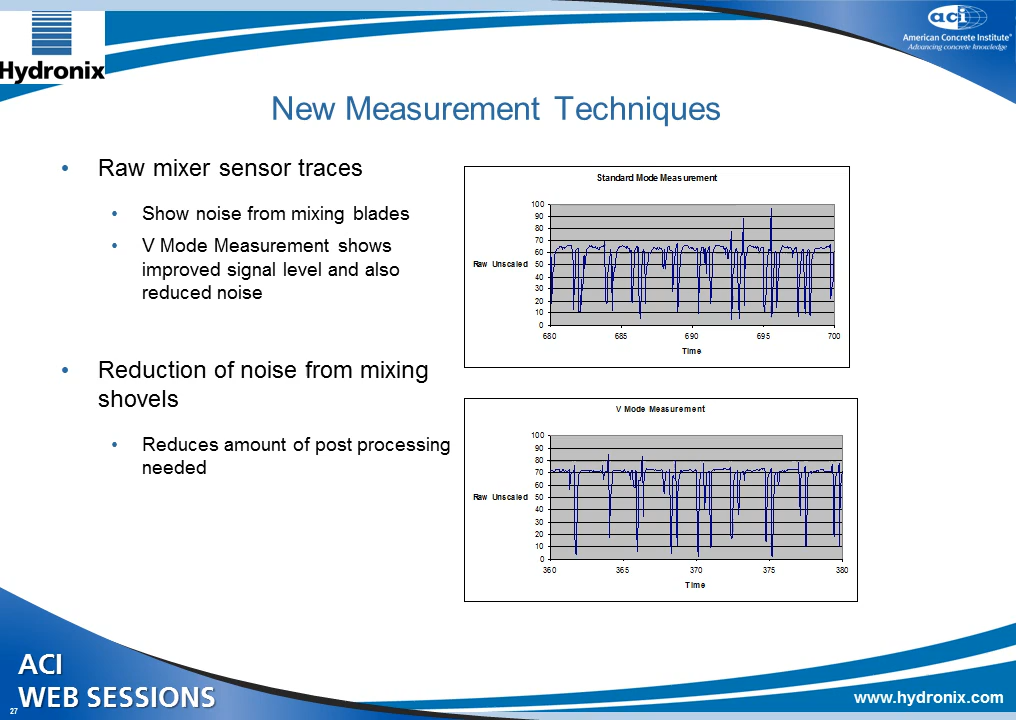 Hydronix
aci
American Concrete Institute®
Advancing concrete knowledge
New Measurement Techniques
• Raw mixer sensor traces
• Show noise from mixing blades
• V Mode Measurement shows
improved signal level and also
reduced noise
• Reduction of noise from mixing
shovels
• Reduces amount of post processing
needed
Standard Mode Measurement
100
90
80
70
60
50
40
30
20
10
0
Raw Unscaled
680 685 690 695 700
Time
V Mode Measurement
100
90
80
70
60
50
40
30
20
10
0
Raw Unscaled
360 365 370 375 380
Time
ACI
WEB SESSIONS
27
www.hydronix.com